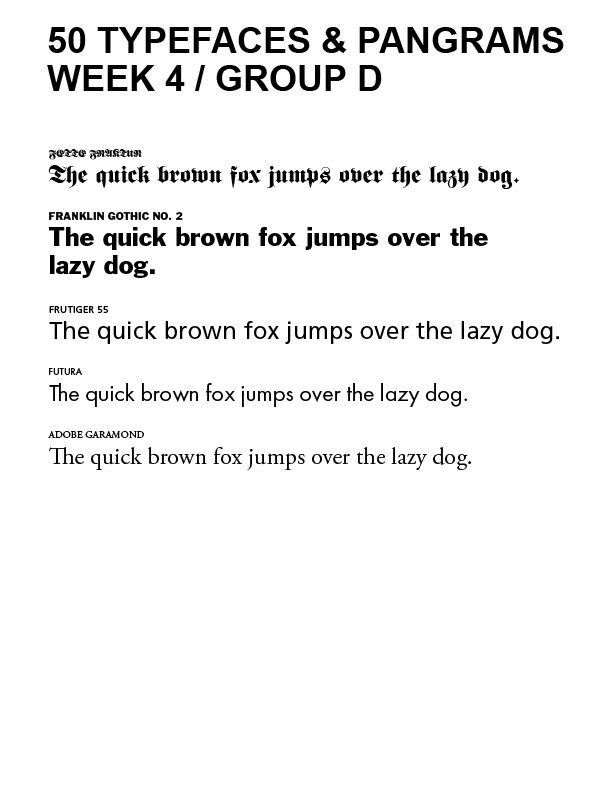 50 TYPEFACES & PANGRAMS
WEEK 4 / GROUP D
FETTE FRAKTUR
The quick brown fox jumps over the lazy dog.
FRANKLIN GOTHIC NO. 2
The quick brown fox jumps over the
lazy dog.
FRUTIGER 55
The quick brown fox jumps over the lazy dog.
FUTURA
The quick brown fox jumps over the lazy dog.
ADOBE GARAMOND
The quick brown fox jumps over the lazy dog.